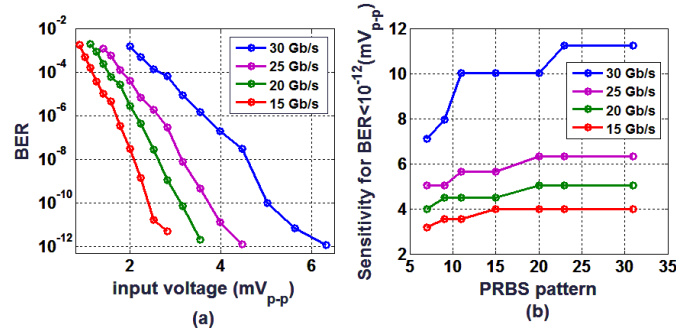 10^-2
10^-4
10^-6
10^-8
10^-10
10^-12
BER
30 Gb/s
25 Gb/s
20 Gb/s
15 Gb/s
2
4
6
input voltage (mV_p-p)
(a)
12
10
8
6
4
2
Sensitivity for BER<10^-12(mV_p-p)
30 Gb/s
25 Gb/s
20 Gb/s
15 Gb/s
5
10
15
20
25
30
35
PRBS pattern
(b)